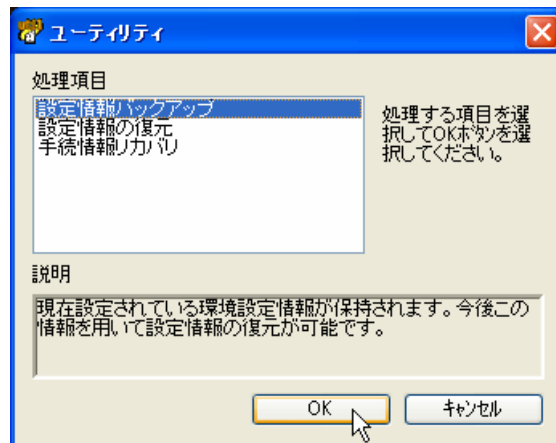 ユーティリティ
処理項目
設定情報バックアップ
設定情報の復元
手続情報リカバリ
処理する項目を選
択してOKボタンを選
択してください。
説明
現在設定されている環境設定情報が保持されます。今後この
情報を用いて設定情報の復元が可能です。
OK
キャンセル